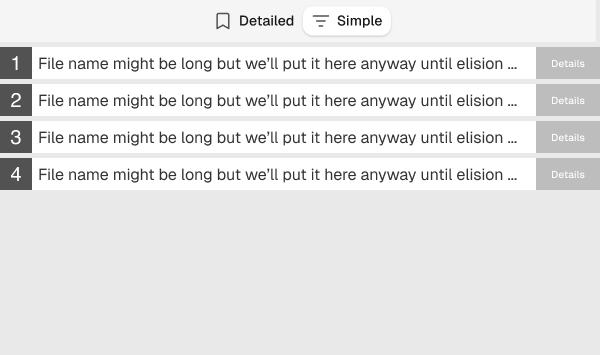 Detailed Simple
1 File name might be long but we’ll put it here anyway until elision ... Details
2 File name might be long but we’ll put it here anyway until elision ... Details
3 File name might be long but we’ll put it here anyway until elision ... Details
4 File name might be long but we’ll put it here anyway until elision ... Details